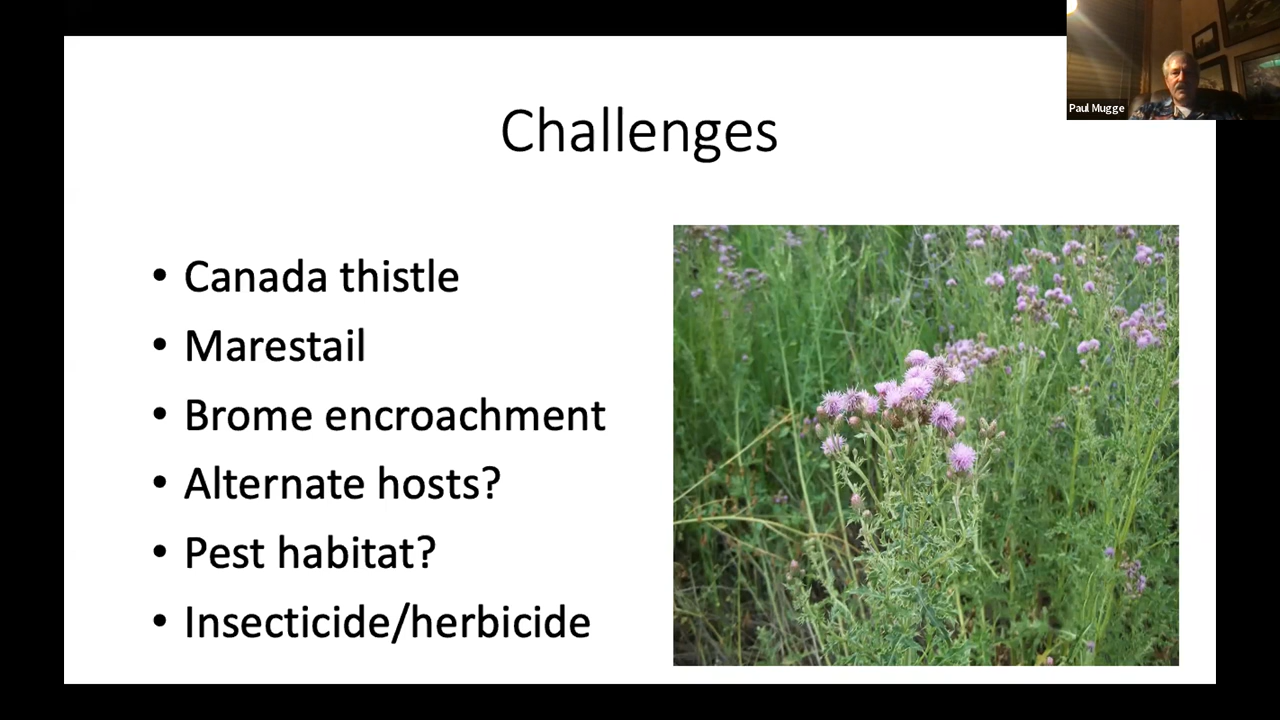 Paul Mugge
Challenges
• Canada thistle
• Marestail
• Brome encroachment
• Alternate hosts?
• Pest habitat?
• Insecticide/herbicide